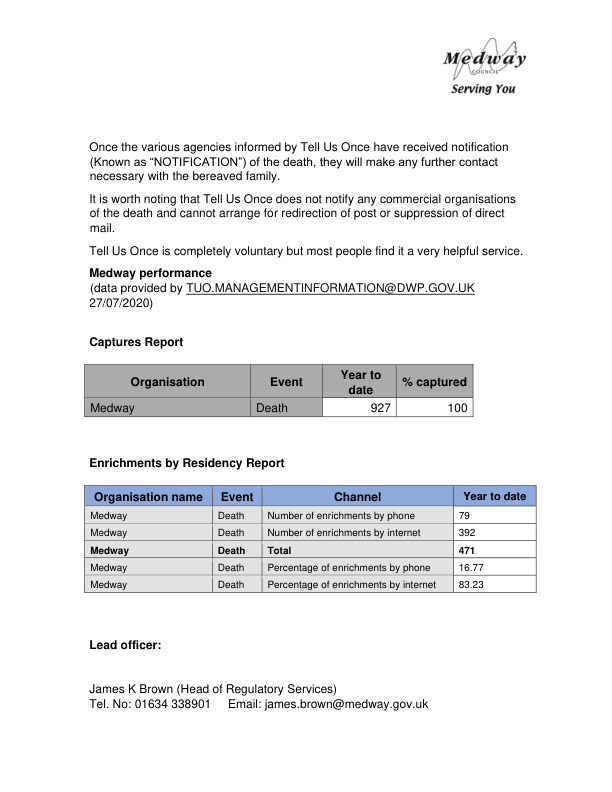 Medway
COUNCIL
Serving You
Once the various agencies informed by Tell Us Once have received notification
(Known as “NOTIFICATION”) of the death, they will make any further contact
necessary with the bereaved family.
It is worth noting that Tell Us Once does not notify any commercial organisations
of the death and cannot arrange for redirection of post or suppression of direct
mail.
Tell Us Once is completely voluntary but most people find it a very helpful service.
Medway performance
(data provided by TUO.MANAGEMENTINFORMATION@DWP.GOV.UK
27/07/2020)
Captures Report
Organisation Event Year to date % captured
Medway Death 927 100
Enrichments by Residency Report
Organisation name Event Channel Year to date
Medway Death Number of enrichments by phone 79
Medway Death Number of enrichments by internet 392
Medway Death Total 471
Medway Death Percentage of enrichments by phone 16.77
Medway Death Percentage of enrichments by internet 83.23
Lead officer:
James K Brown (Head of Regulatory Services)
Tel. No: 01634 338901 Email: james.brown@medway.gov.uk